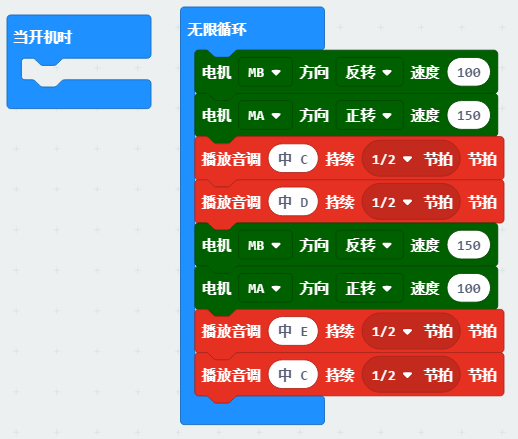 当开机时
无限循环
电机 MB 方向 反转 速度 100
电机 MA 方向 正转 速度 150
播放音调 中 C 持续 1/2 节拍 节拍
播放音调 中 D 持续 1/2 节拍 节拍
电机 MB 方向 反转 速度 150
电机 MA 方向 正转 速度 100
播放音调 中 E 持续 1/2 节拍 节拍
播放音调 中 C 持续 1/2 节拍 节拍